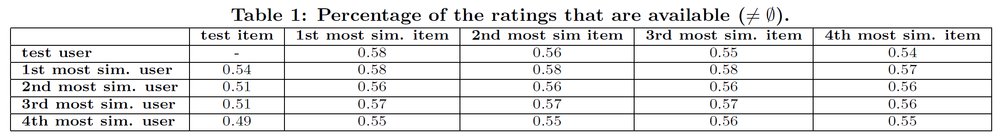 Table 1: Percentage of the ratings that are available (≠ ∅).
test item 1st most sim. item 2nd most sim item 3rd most sim. item 4th most sim. item
test user - 0.58 0.56 0.55 0.54
1st most sim. user 0.54 0.58 0.58 0.58 0.57
2nd most sim. user 0.51 0.56 0.56 0.56 0.56
3rd most sim. user 0.51 0.57 0.57 0.57 0.56
4th most sim. user 0.49 0.55 0.55 0.56 0.55